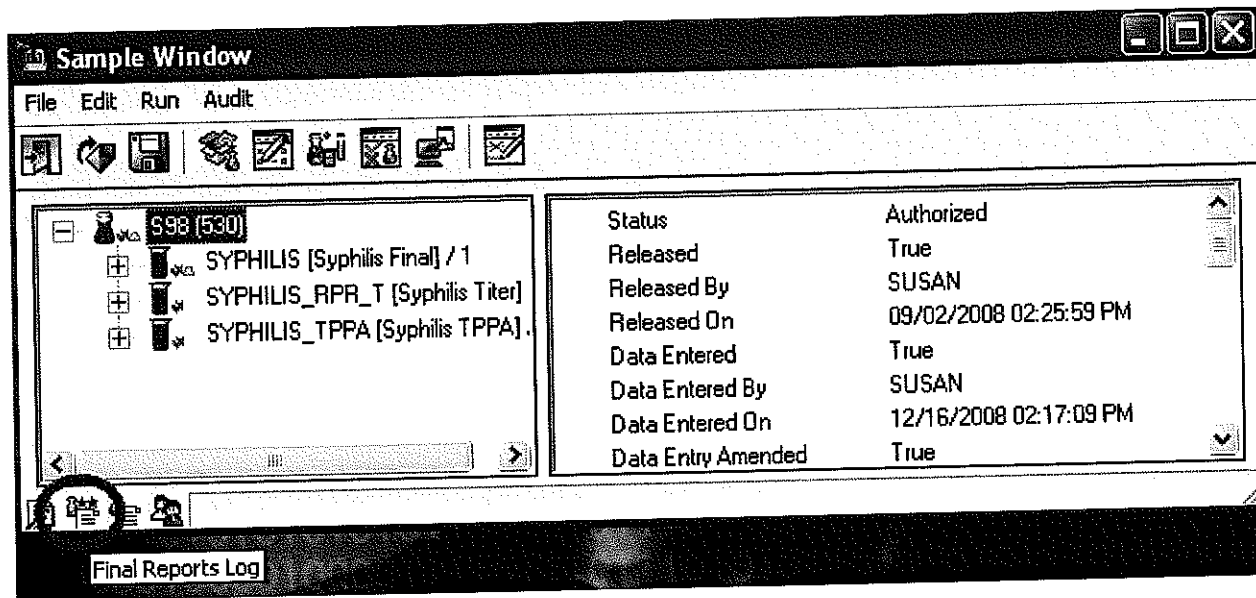 Sample Window
File Edit Run Audit
S98 (530)
SYPHILIS [Syphilis Final] / 1
SYPHILIS_RPR_T [Syphilis Titer]
SYPHILIS_TPPA [Syphilis TPPA] .
Status Authorized
Released True
Released By SUSAN
Released On 09/02/2008 02:25:59 PM
Data Entered True
Data Entered By SUSAN
Data Entered On 12/16/2008 02:17:09 PM
Data Entry Amended True
Final Reports Log